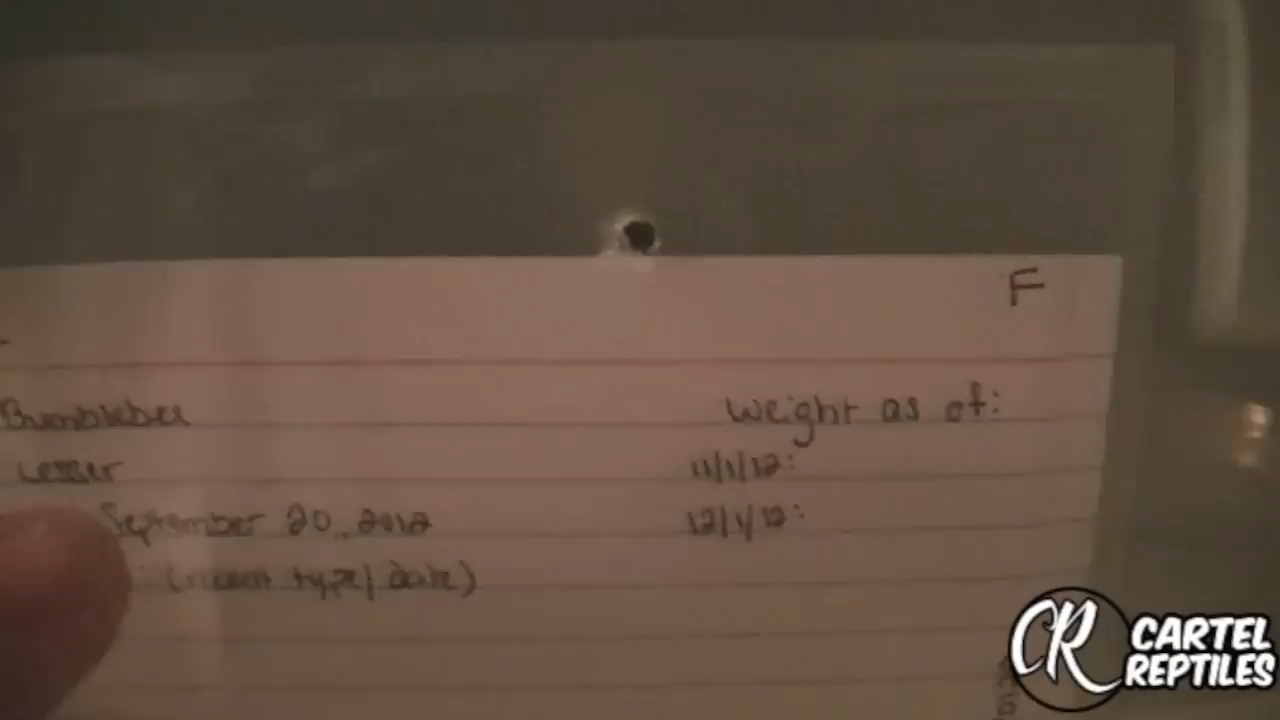 F
Bumblebee
Weight as of:
Lesser
11/1/12:
September 20, 2012
12/1/12:
(recent type/date)
CR CARTEL
REPTILES